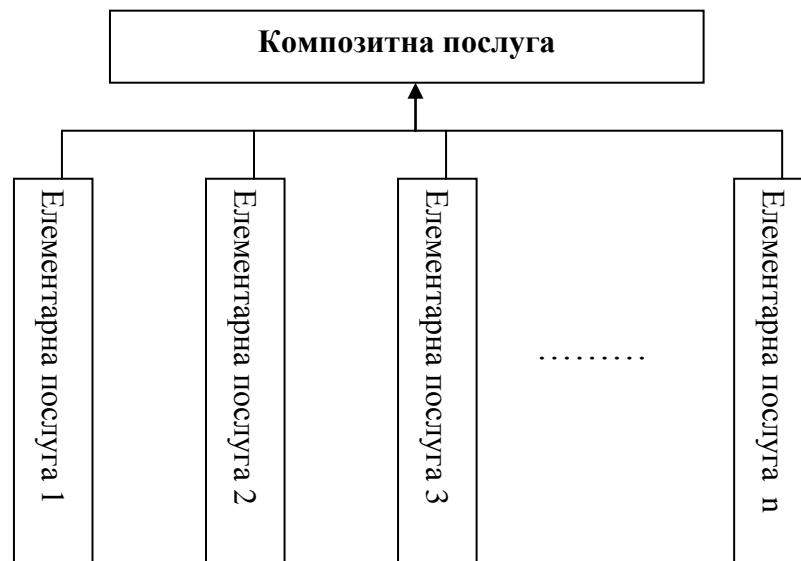 Композитна послуга
Елементарна послуга 1
Елементарна послуга 2
Елементарна послуга 3
.........
Елементарна послуга n